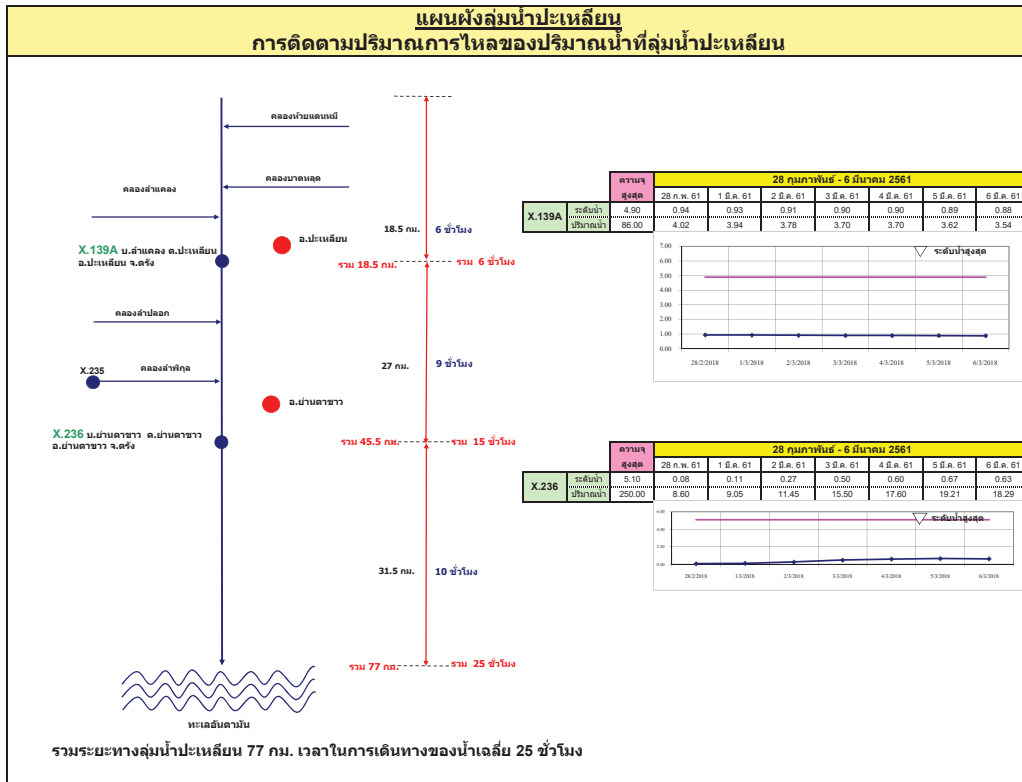 แผนผังลุ่มน้ำปะเหลียน
การติดตามปริมาณการไหลของปริมาณน้ำที่ลุ่มน้ำปะเหลียน
คลองห้วยแดนหมี
คลองบาดหลุด
คลองลำแคลง
18.5 กม. 6 ชั่วโมง
อ.ปะเหลียน
X.139A บ.ลำแคลง ต.ปะเหลียน
อ.ปะเหลียน จ.ตรัง
รวม 18.5 กม. รวม 6 ชั่วโมง
คลองลำปลอก
X.235 คลองลำพิกุล
27 กม. 9 ชั่วโมง
อ.ย่านตาขาว
X.236 บ.ย่านตาขาว ต.ย่านตาขาว
อ.ย่านตาขาว จ.ตรัง
รวม 45.5 กม. รวม 15 ชั่วโมง
31.5 กม. 10 ชั่วโมง
รวม 77 กม. รวม 25 ชั่วโมง
ทะเลอันดามัน
รวมระยะทางลุ่มน้ำปะเหลียน 77 กม. เวลาในการเดินทางของน้ำเฉลี่ย 25 ชั่วโมง
ความจุ 28 กุมภาพันธ์ - 6 มีนาคม 2561
สูงสุด 28 ก.พ. 61 1 มี.ค. 61 2 มี.ค. 61 3 มี.ค. 61 4 มี.ค. 61 5 มี.ค. 61 6 มี.ค. 61
X.139A ระดับน้ำ 4.90 0.94 0.93 0.91 0.90 0.90 0.89 0.88
ปริมาณน้ำ 86.00 4.02 3.94 3.78 3.70 3.70 3.62 3.54
ระดับน้ำสูงสุด
7.00
6.00
5.00
4.00
3.00
2.00
1.00
0.00
28/2/2018 1/3/2018 2/3/2018 3/3/2018 4/3/2018 5/3/2018 6/3/2018
ความจุ 28 กุมภาพันธ์ - 6 มีนาคม 2561
สูงสุด 28 ก.พ. 61 1 มี.ค. 61 2 มี.ค. 61 3 มี.ค. 61 4 มี.ค. 61 5 มี.ค. 61 6 มี.ค. 61
X.236 ระดับน้ำ 5.10 0.08 0.11 0.27 0.50 0.60 0.67 0.63
ปริมาณน้ำ 250.00 8.60 9.05 11.45 15.50 17.60 19.21 18.29
ระดับน้ำสูงสุด
6.00
4.00
2.00
0.00
28/2/2018 1/3/2018 2/3/2018 3/3/2018 4/3/2018 5/3/2018 6/3/2018